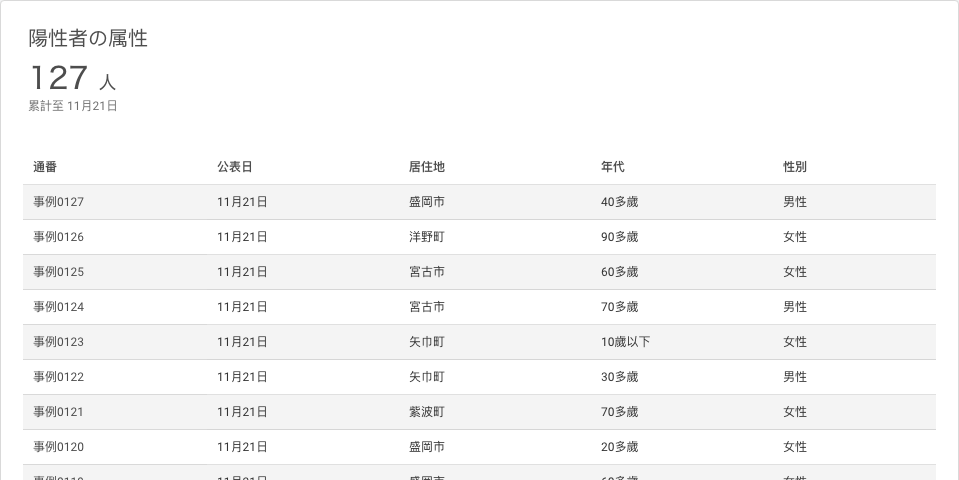 陽性者の属性
127 人
累計至 11月21日
通番 公表日 居住地 年代 性別
事例0127 11月21日 盛岡市 40多歳 男性
事例0126 11月21日 洋野町 90多歳 女性
事例0125 11月21日 宮古市 60多歳 女性
事例0124 11月21日 宮古市 70多歳 男性
事例0123 11月21日 矢巾町 10歳以下 女性
事例0122 11月21日 矢巾町 30多歳 男性
事例0121 11月21日 紫波町 70多歳 女性
事例0120 11月21日 盛岡市 20多歳 女性